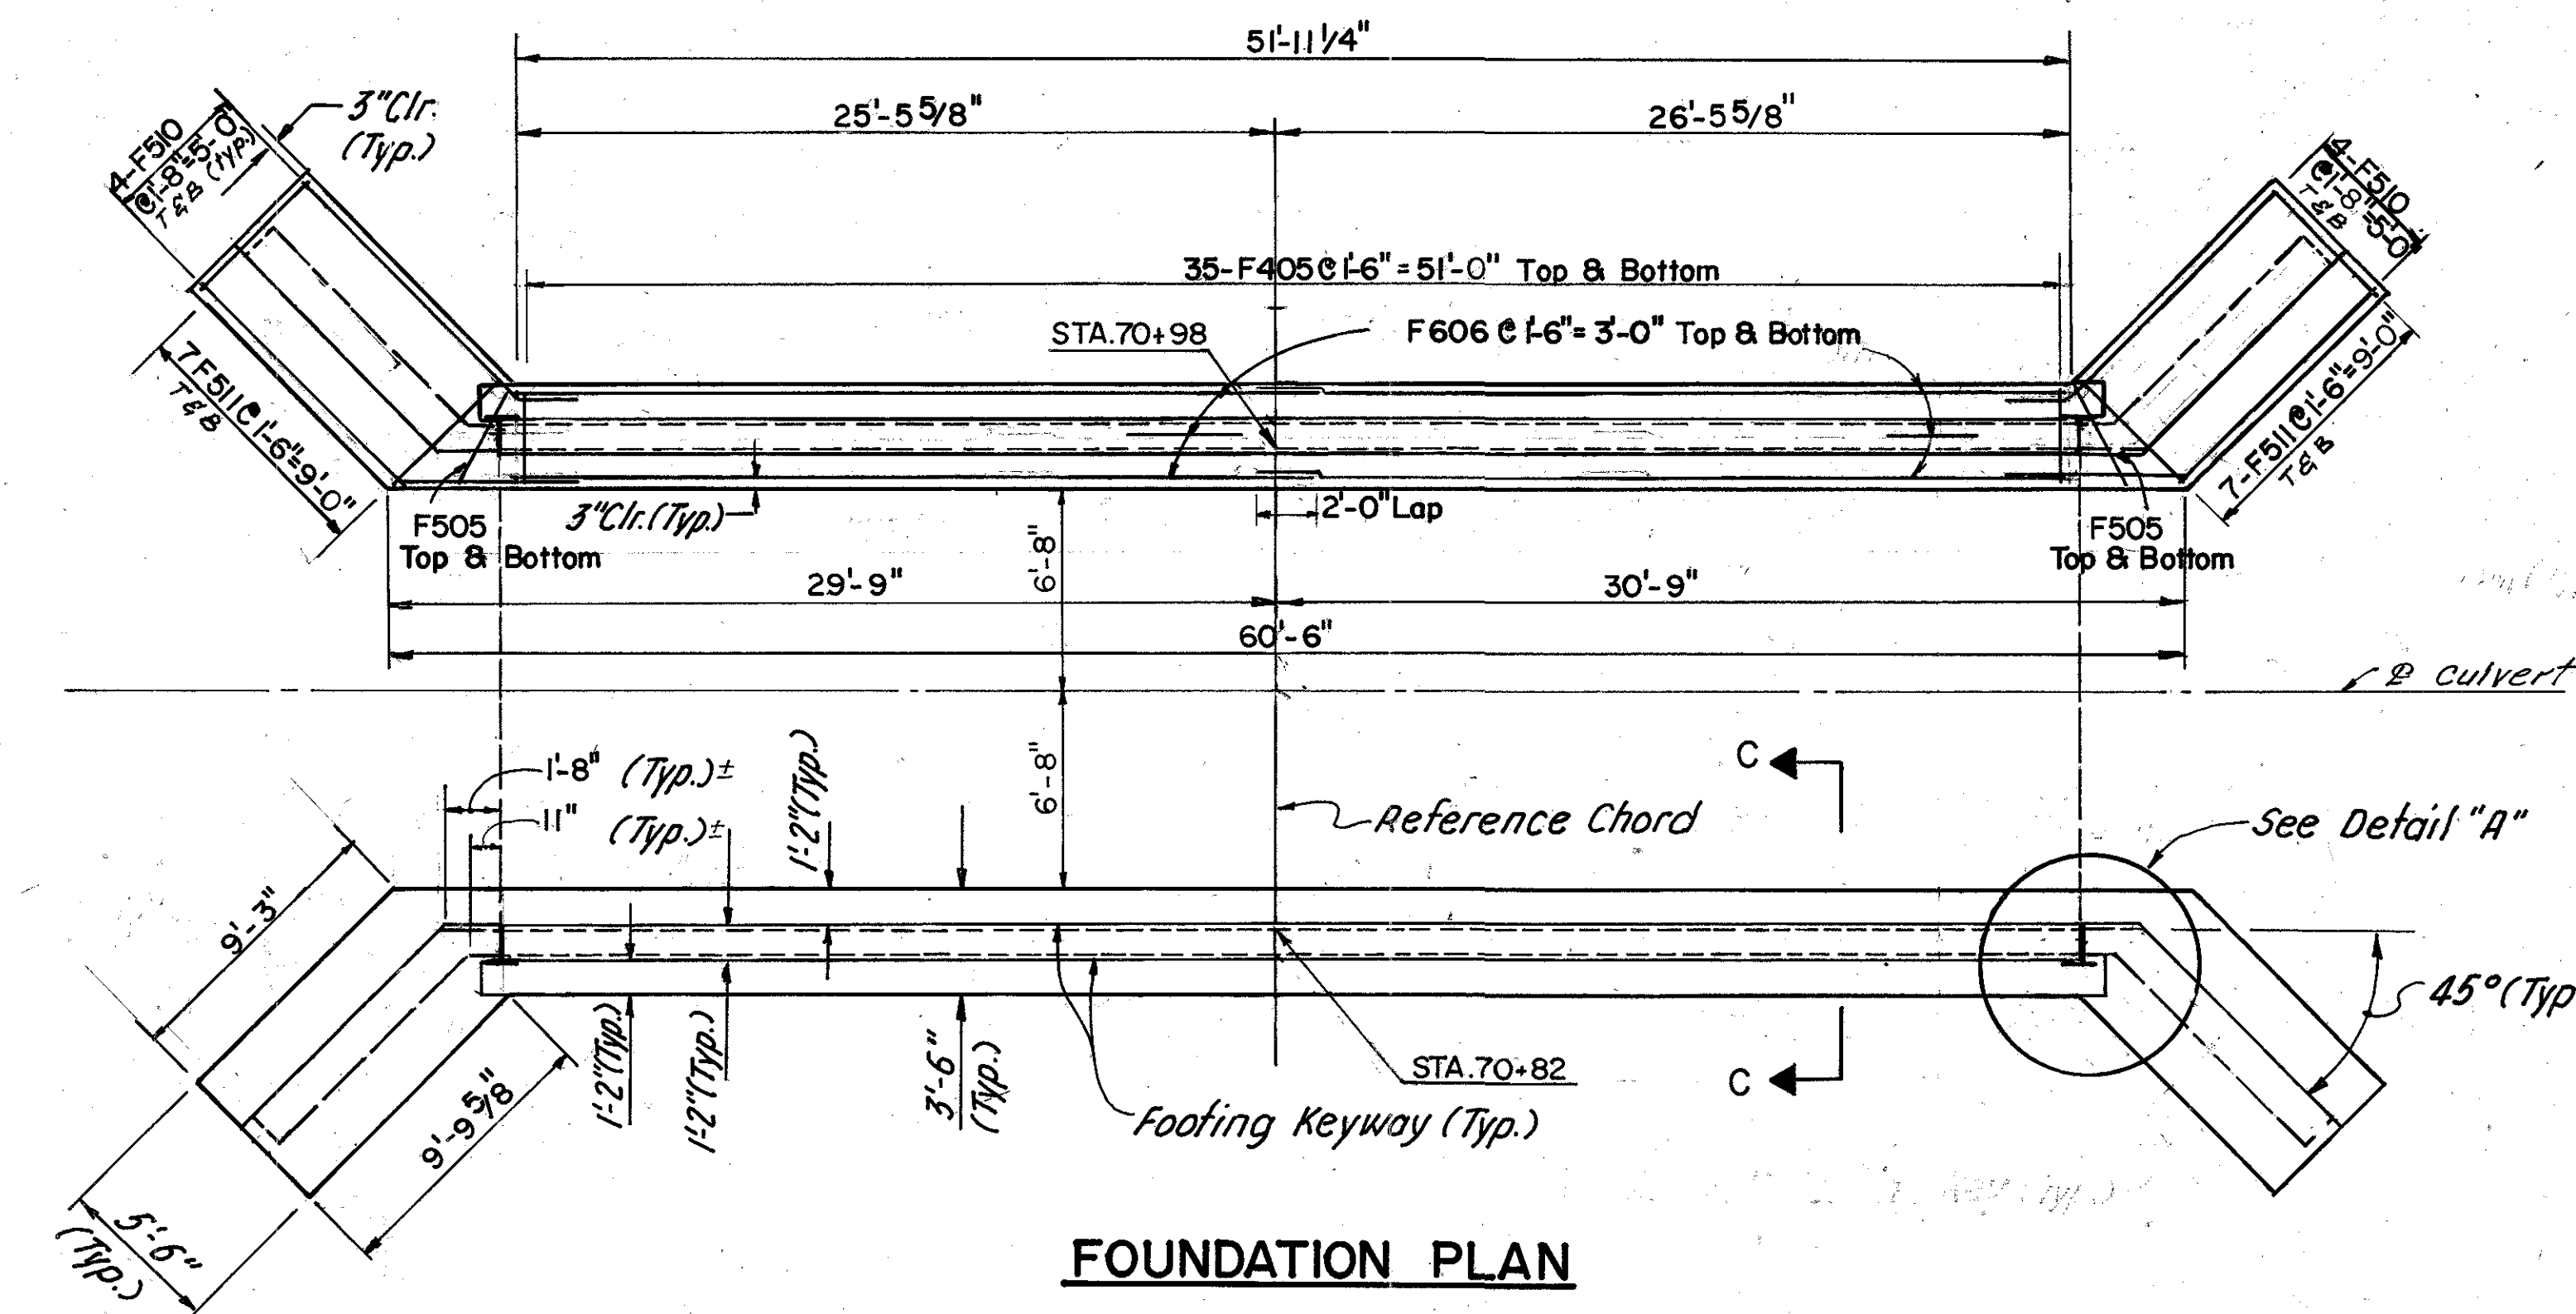 51'-11 1/4"
25'-5 5/8"
26'-5 5/8"
3" Clr.
(Typ.)
4-F510
@1'-8"=5'-0"
T & B (typ.)
4-F510
@1'-8"=5'-0"
T & B
35-F405@1'-6"=51'-0" Top & Bottom
STA.70+98
F606 @ 1'-6"=3'-0" Top & Bottom
7F511@1'-6"=9'-0"
T & B
7-F511@1'-6"=9'-0"
T & B
F505
Top & Bottom
3"Clr.(Typ.)
2'-0"Lap
F505
Top & Bottom
6'-8"
29'-9"
30'-9"
60'-6"
℄ Culvert
1'-8" (Typ.)±
11" (Typ.)±
1'-2"(Typ.)
6'-8"
C
Reference Chord
See Detail "A"
9'-3"
45°(Typ
9'-9 5/8"
1'-2"(Typ.)
1'-2"(Typ.)
3'-6"
(Typ.)
STA.70+82
C
Footing Keyway (Typ.)
5'-6"
(Typ.)
FOUNDATION PLAN